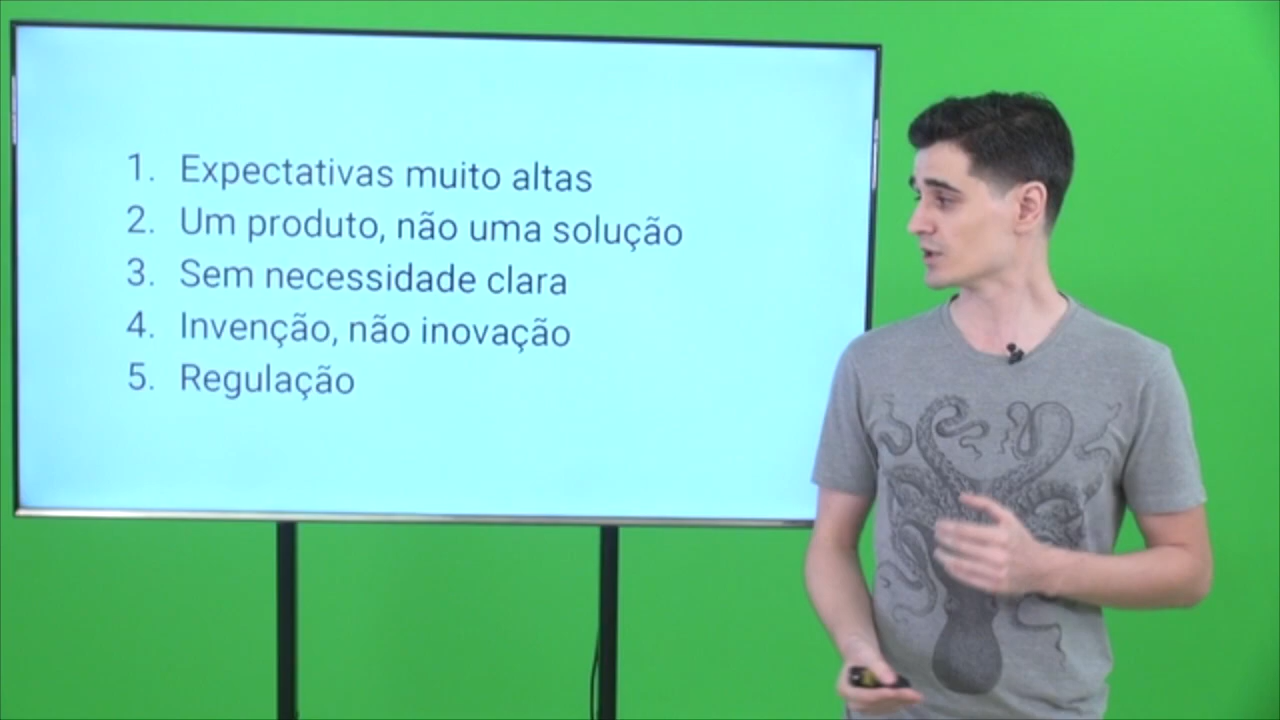 1. Expectativas muito altas
2. Um produto, não uma solução
3. Sem necessidade clara
4. Invenção, não inovação
5. Regulação